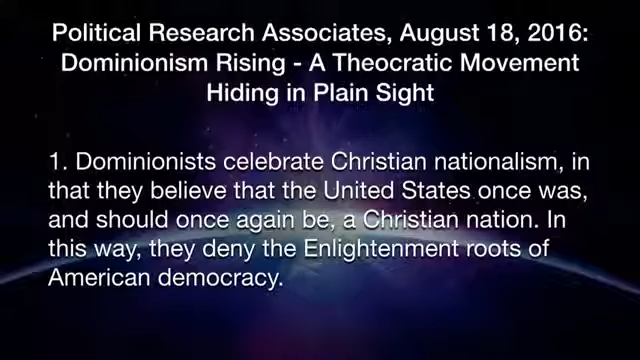 Political Research Associates, August 18, 2016:
Dominionism Rising - A Theocratic Movement
Hiding in Plain Sight
1. Dominionists celebrate Christian nationalism, in
that they believe that the United States once was,
and should once again be, a Christian nation. In
this way, they deny the Enlightenment roots of
American democracy.